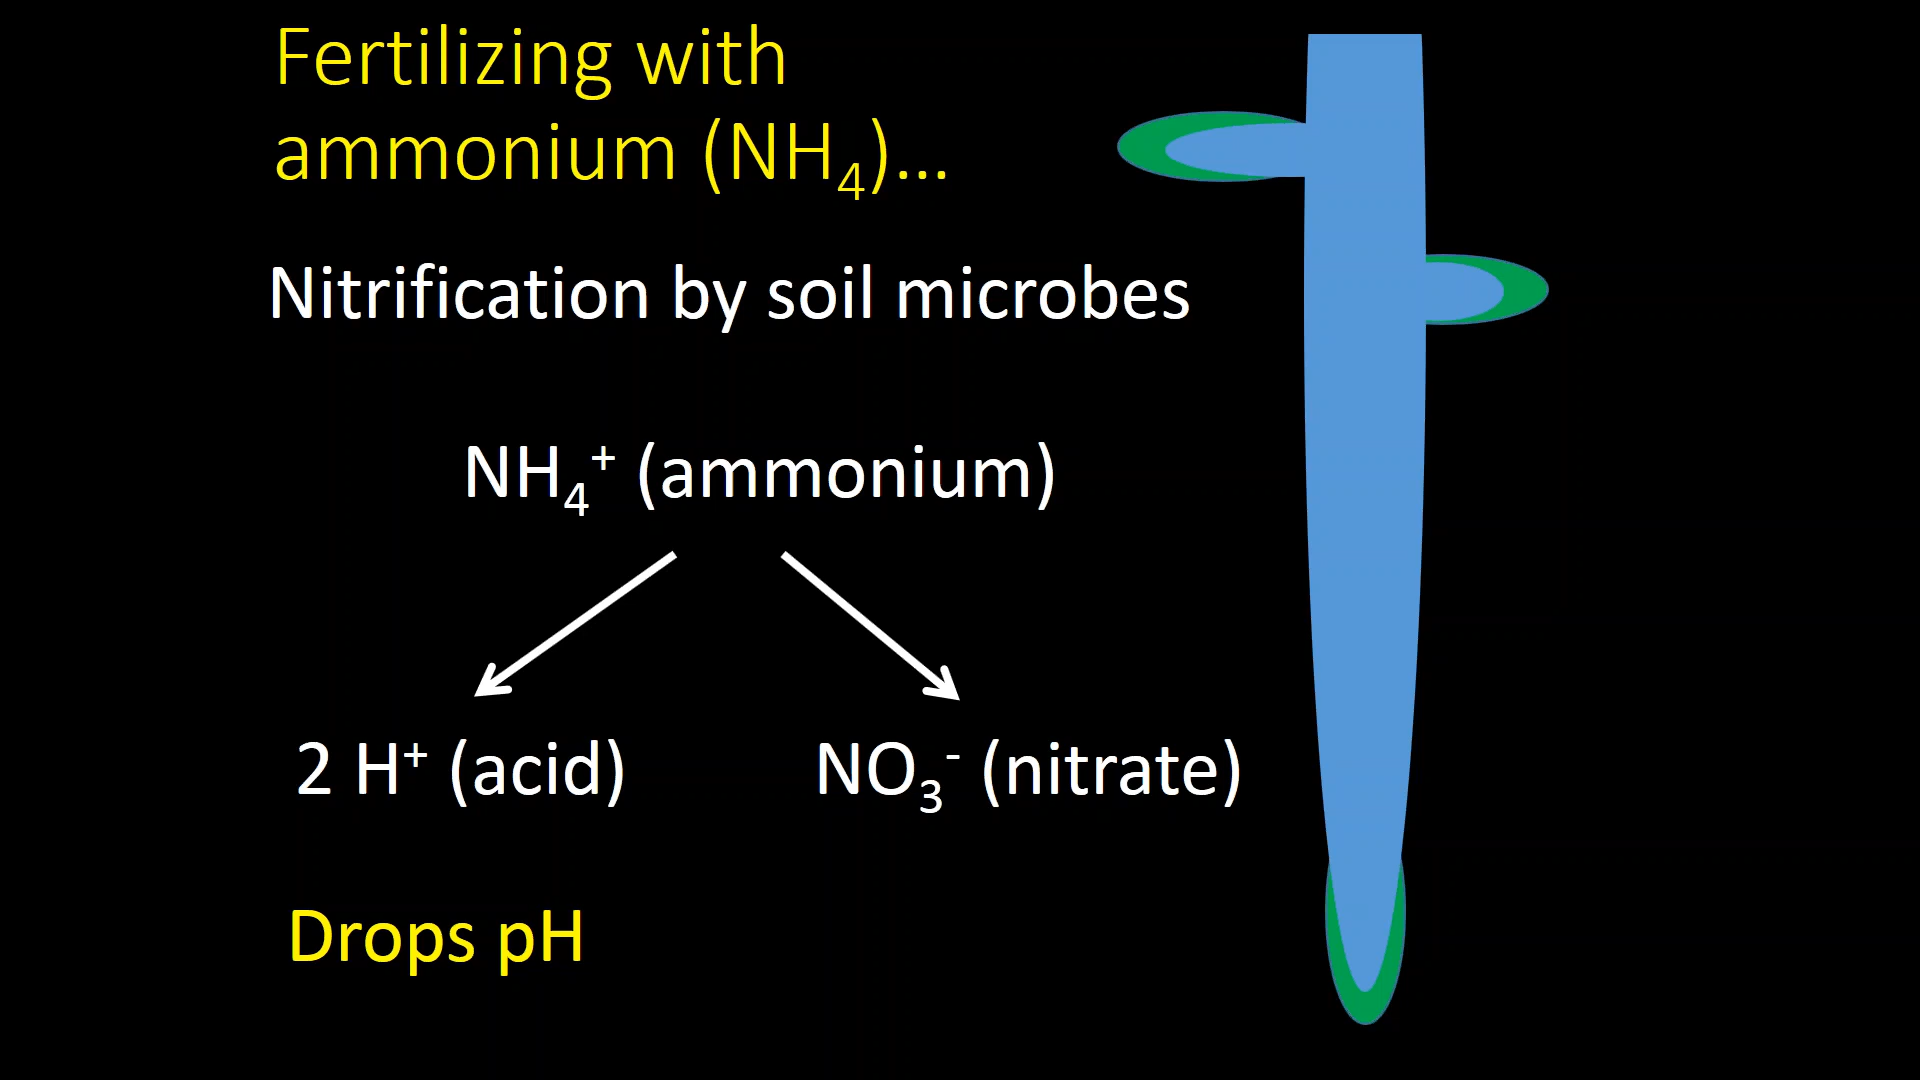 Fertilizing with
ammonium (NH₄)...
Nitrification by soil microbes
NH₄⁺ (ammonium)
2 H⁺ (acid) NO₃⁻ (nitrate)
Drops pH